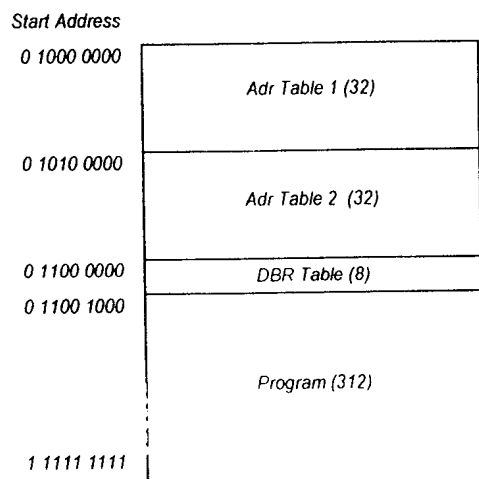 Start Address
0 1000 0000
Adr Table 1 (32)
0 1010 0000
Adr Table 2 (32)
0 1100 0000
DBR Table (8)
0 1100 1000
Program (312)
1 1111 1111